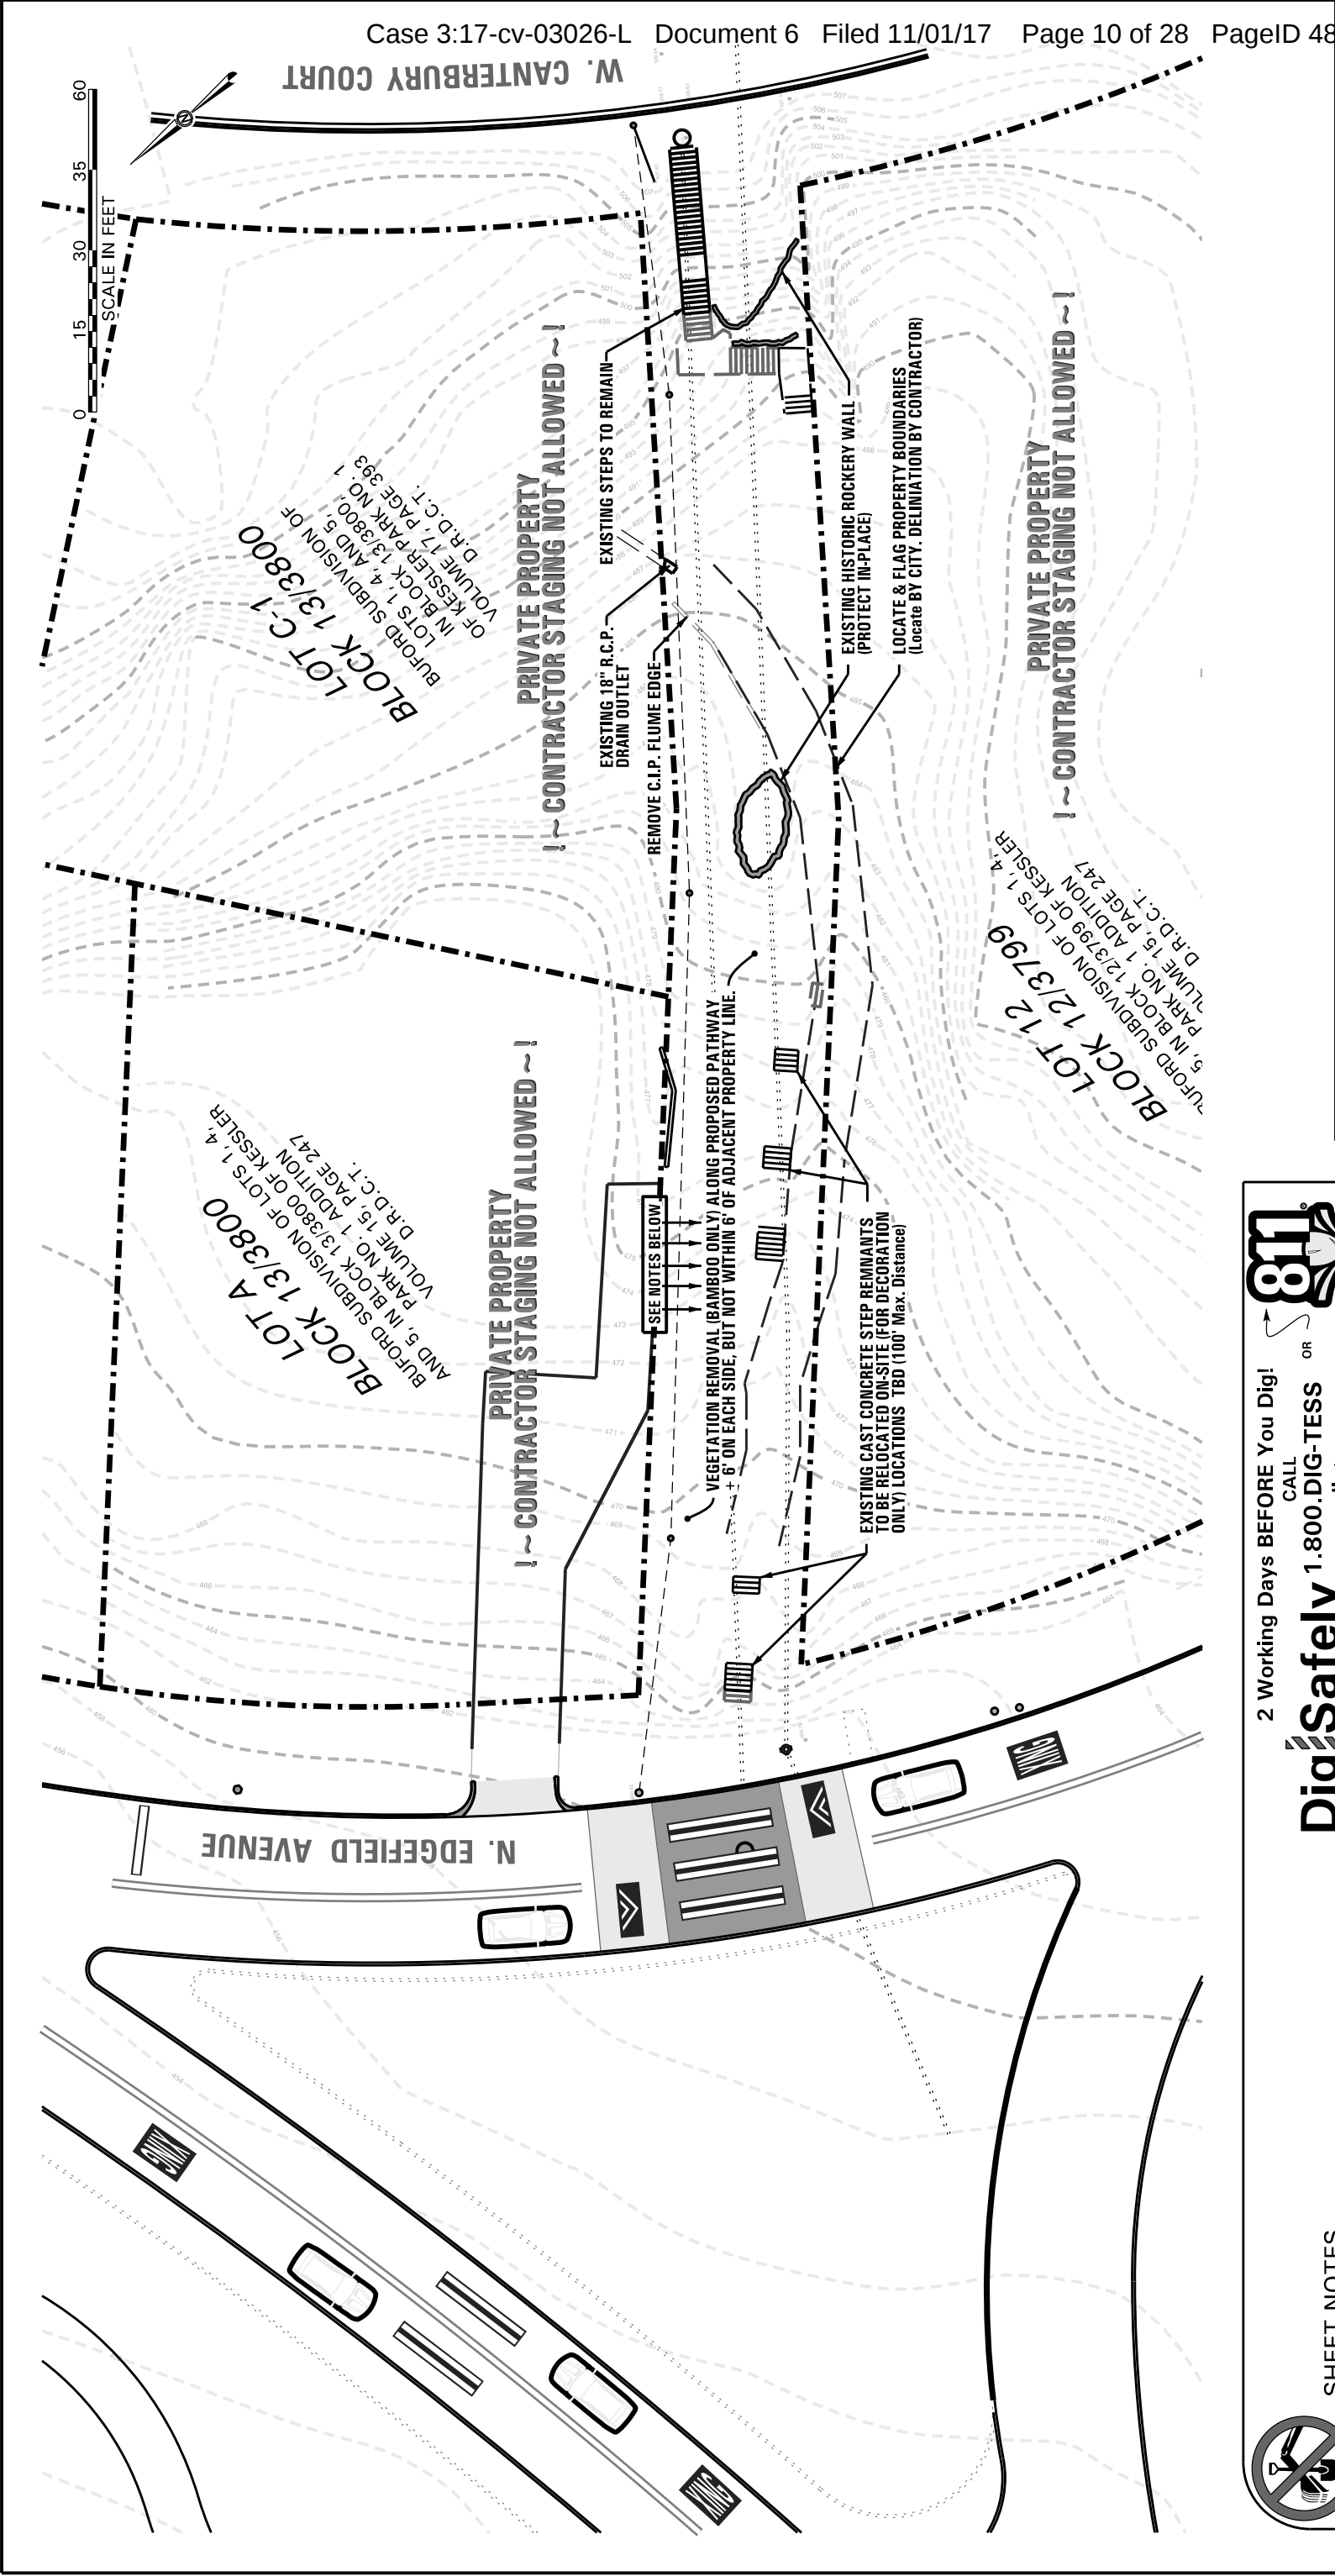 Case 3:17-cv-03026-L   Document 6   Filed 11/01/17    Page 10 of 28   PageID 48
W. CANTERBURY COURT
0 15 30 35 60
SCALE IN FEET
N
LOT C-1
BLOCK 13/3800
BUFORD SUBDIVISION OF
LOTS 1, 4, AND 5,
IN BLOCK 13/3800,
OF KESSLER PARK NO. 1
VOLUME 17, PAGE 393
D.R.D.C.T.
PRIVATE PROPERTY
!~ CONTRACTOR STAGING NOT ALLOWED ~!
EXISTING STEPS TO REMAIN
EXISTING 18" R.C.P.
DRAIN OUTLET
REMOVE C.I.P. FLUME EDGE
EXISTING HISTORIC ROCKERY WALL
(PROTECT IN-PLACE)
LOCATE & FLAG PROPERTY BOUNDARIES
(Locate BY CITY, DELINIATION BY CONTRACTOR)
PRIVATE PROPERTY
!~ CONTRACTOR STAGING NOT ALLOWED ~!
LOT 12
BLOCK 12/3799
BUFORD SUBDIVISION OF LOTS 1, 4,
5, IN BLOCK 12/3799 OF KESSLER
PARK NO. 1 ADDITION
LUME 15, PAGE 247
D.R.D.C.T.
LOT A
BLOCK 13/3800
BUFORD SUBDIVISION OF LOTS 1, 4,
AND 5, IN BLOCK 13/3800 OF KESSLER
PARK NO. 1 ADDITION
VOLUME 15, PAGE 247
D.R.D.C.T.
PRIVATE PROPERTY
!~ CONTRACTOR STAGING NOT ALLOWED ~!
SEE NOTES BELOW
VEGETATION REMOVAL (BAMBOO ONLY) ALONG PROPOSED PATHWAY
+ 6' ON EACH SIDE, BUT NOT WITHIN 6' OF ADJACENT PROPERTY LINE.
EXISTING CAST CONCRETE STEP REMNANTS
TO BE RELOCATED ON-SITE (FOR DECORATION
ONLY) LOCATIONS TBD (100' Max. Distance)
N. EDGEFIELD AVENUE
XING
XING
XING
2 Working Days BEFORE You Dig!
CALL
1.800.DIG-TESS
OR
811
Dig Safely
SHEET NOTES